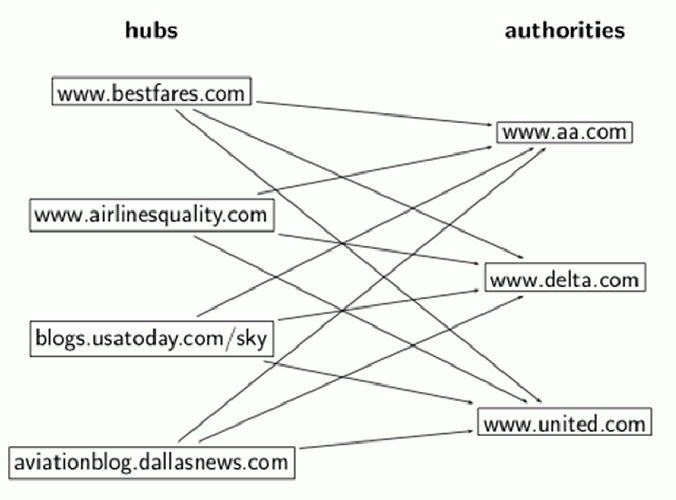 hubs
authorities
www.bestfares.com
www.aa.com
www.airlinesquality.com
www.delta.com
blogs.usatoday.com/sky
www.united.com
aviationblog.dallasnews.com